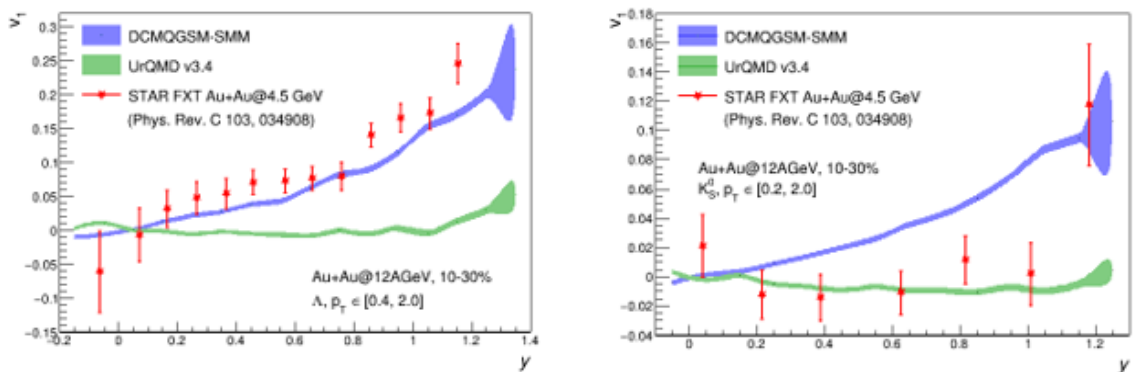 v₁
0.3
0.25
0.2
0.15
0.1
0.05
0
−0.05
−0.1
−0.15
DCMQGSM-SMM
UrQMD v3.4
STAR FXT Au+Au@4.5 GeV
(Phys. Rev. C 103, 034908)
Au+Au@12AGeV, 10-30%
Λ, p_T ∈ [0.4, 2.0]
−0.2 0 0.2 0.4 0.6 0.8 1 1.2 1.4
y
v₁
0.18
0.16
0.14
0.12
0.1
0.08
0.06
0.04
0.02
0
−0.02
−0.04
DCMQGSM-SMM
UrQMD v3.4
STAR FXT Au+Au@4.5 GeV
(Phys. Rev. C 103, 034908)
Au+Au@12AGeV, 10-30%
K⁰_S, p_T ∈ [0.2, 2.0]
0 0.2 0.4 0.6 0.8 1 1.2
y